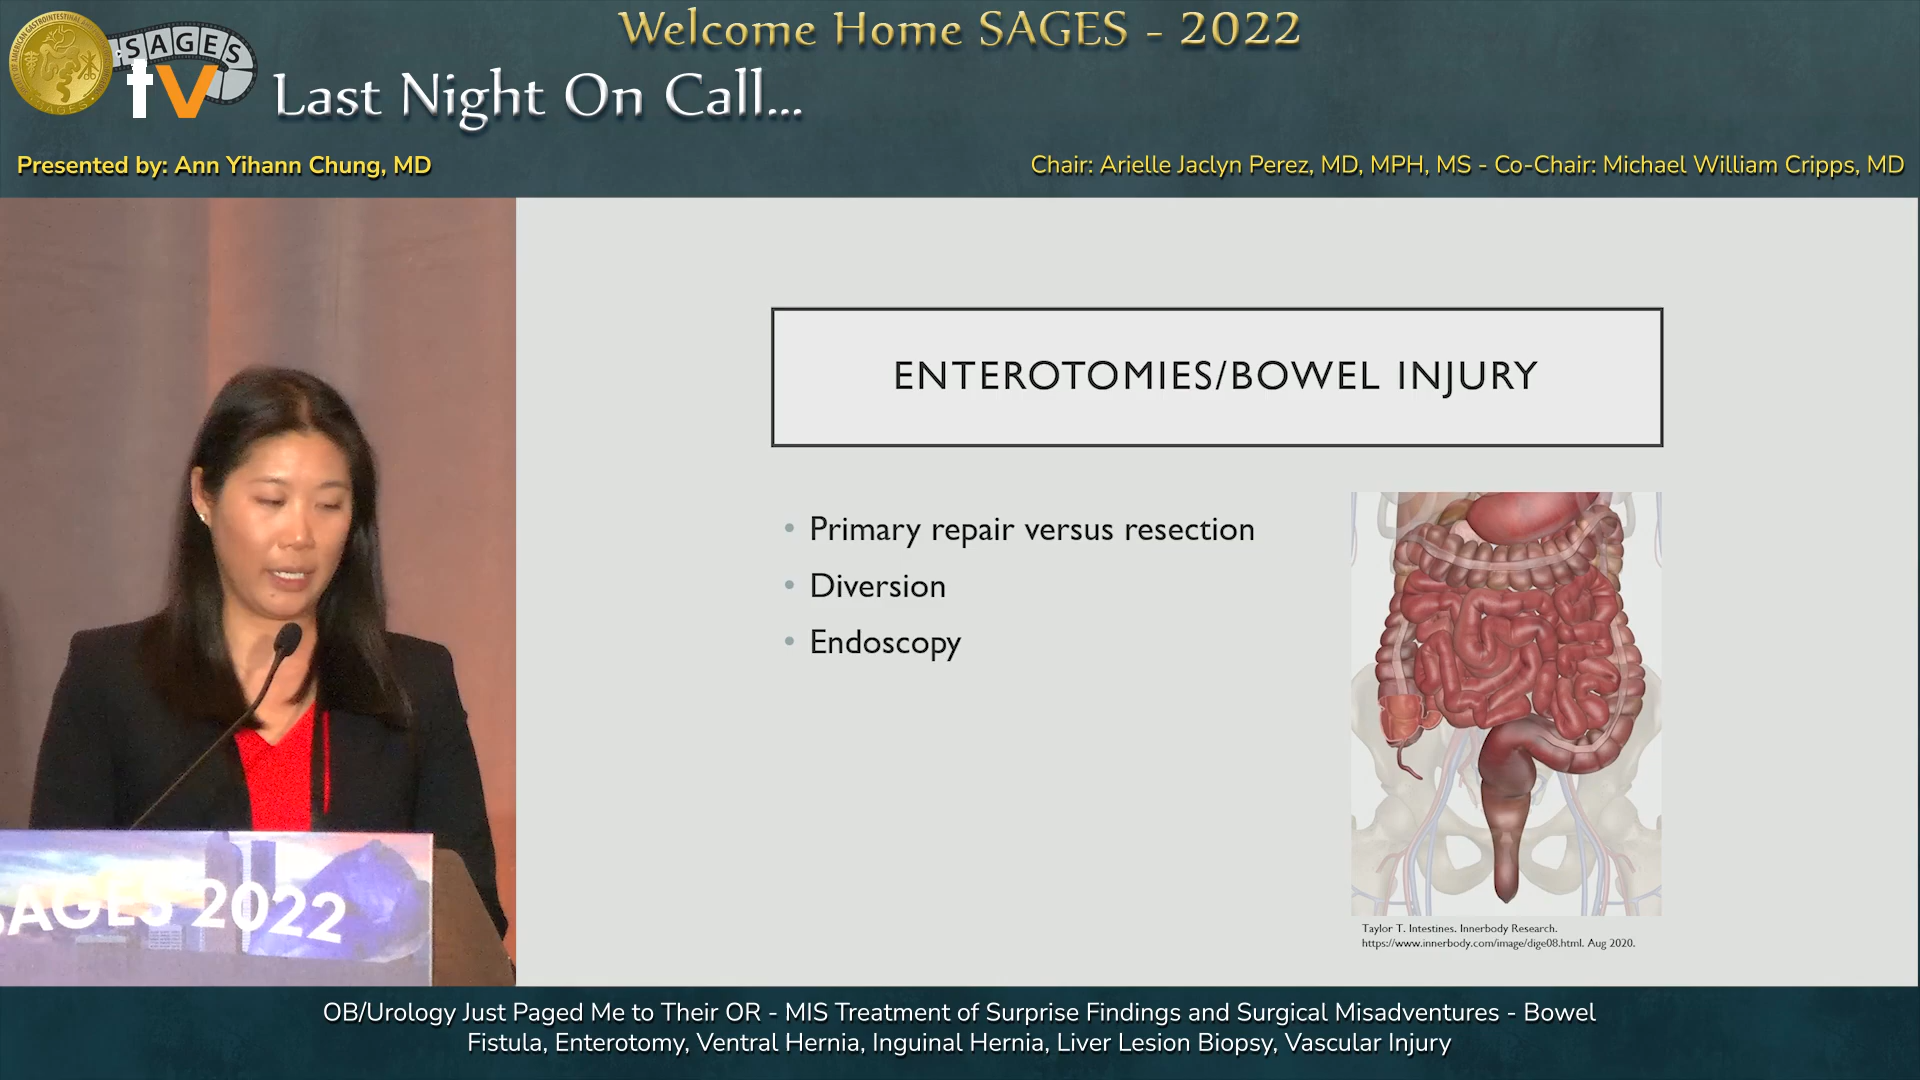 Welcome Home SAGES - 2022
SAGES
tv
Last Night On Call...
Presented by: Ann Yihann Chung, MD
Chair: Arielle Jaclyn Perez, MD, MPH, MS - Co-Chair: Michael William Cripps, MD
ENTEROTOMIES/BOWEL INJURY
• Primary repair versus resection
• Diversion
• Endoscopy
Taylor T. Intestines. Innerbody Research.
https://www.innerbody.com/image/dige08.html. Aug 2020.
SAGES 2022
OB/Urology Just Paged Me to Their OR - MIS Treatment of Surprise Findings and Surgical Misadventures - Bowel
Fistula, Enterotomy, Ventral Hernia, Inguinal Hernia, Liver Lesion Biopsy, Vascular Injury